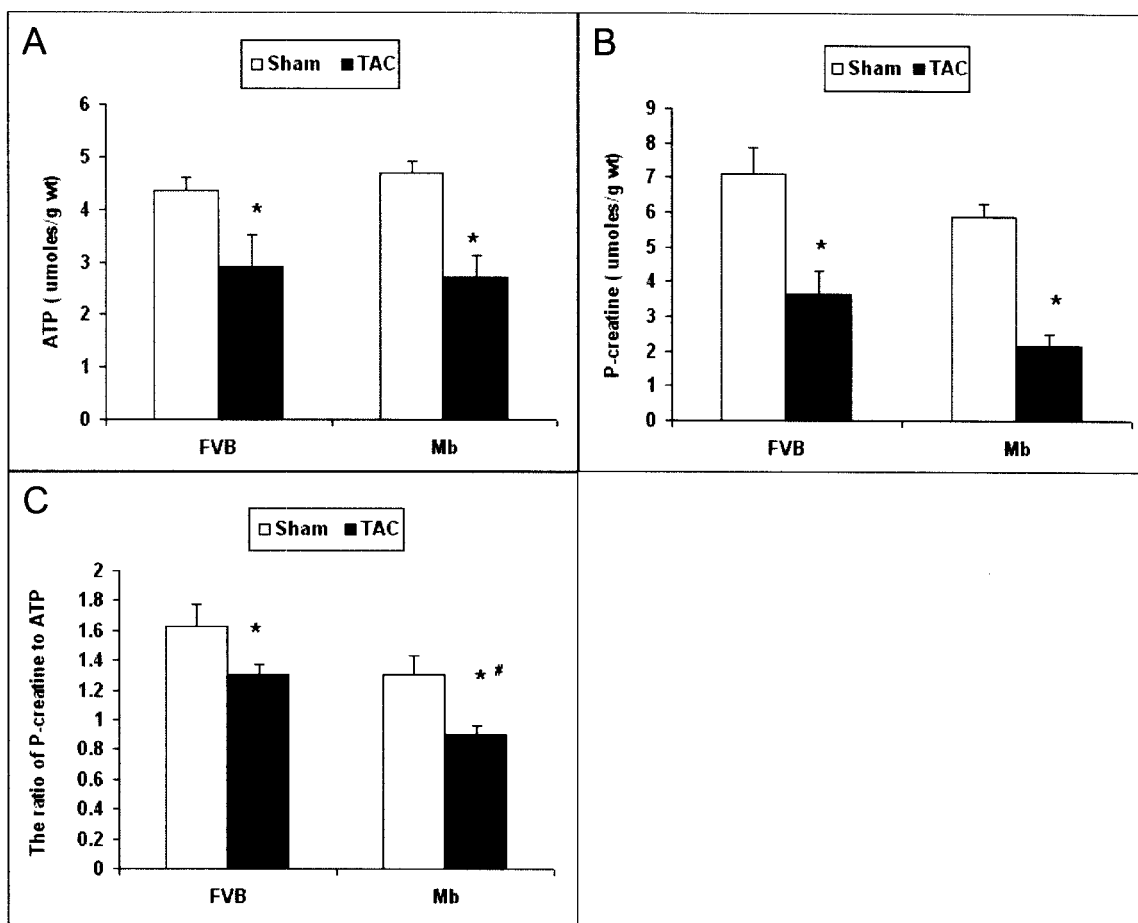 A
Sham TAC
ATP ( umoles/g wt)
6
5
4
3
2
1
0
*
*
FVB Mb
B
Sham TAC
P-creatine ( umoles/g wt)
9
8
7
6
5
4
3
2
1
0
*
*
FVB Mb
C
Sham TAC
The ratio of P-creatine to ATP
2
1.8
1.6
1.4
1.2
1
0.8
0.6
0.4
0.2
0
*
* #
FVB Mb